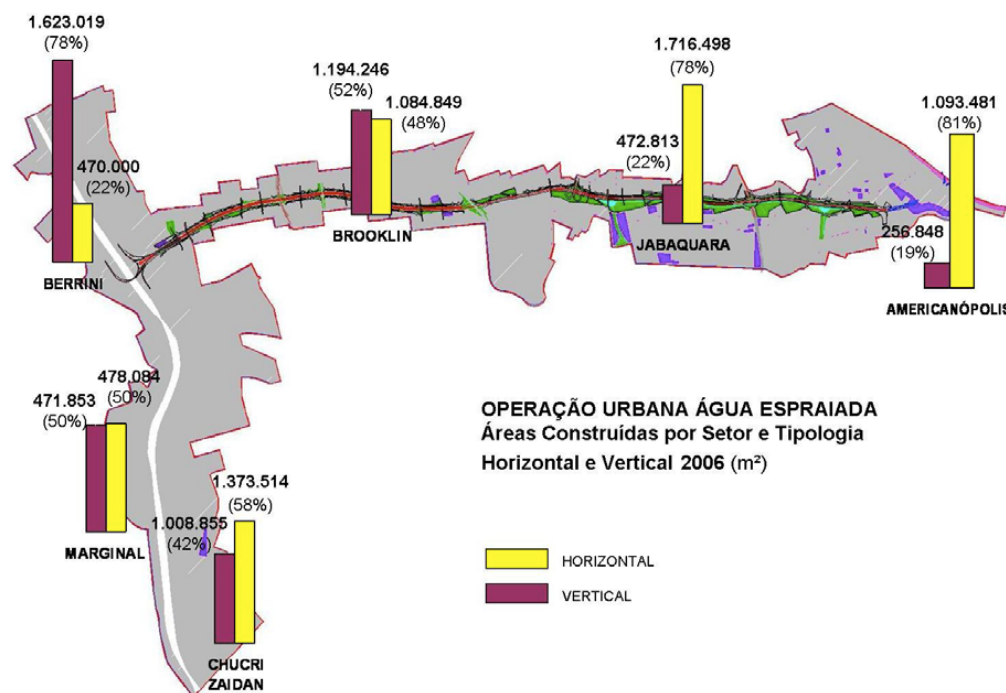 1.623.019
(78%)
470.000
(22%)
BERRINI
1.194.246
(52%)
1.084.849
(48%)
BROOKLIN
1.716.498
(78%)
472.813
(22%)
JABAQUARA
1.093.481
(81%)
256.848
(19%)
AMERICANÓPOLIS
478.084
(50%)
471.853
(50%)
MARGINAL
1.373.514
(58%)
1.008.855
(42%)
CHUCRI
ZAIDAN
OPERAÇÃO URBANA ÁGUA ESPRAIADA
Áreas Construídas por Setor e Tipologia
Horizontal e Vertical 2006 (m²)
HORIZONTAL
VERTICAL